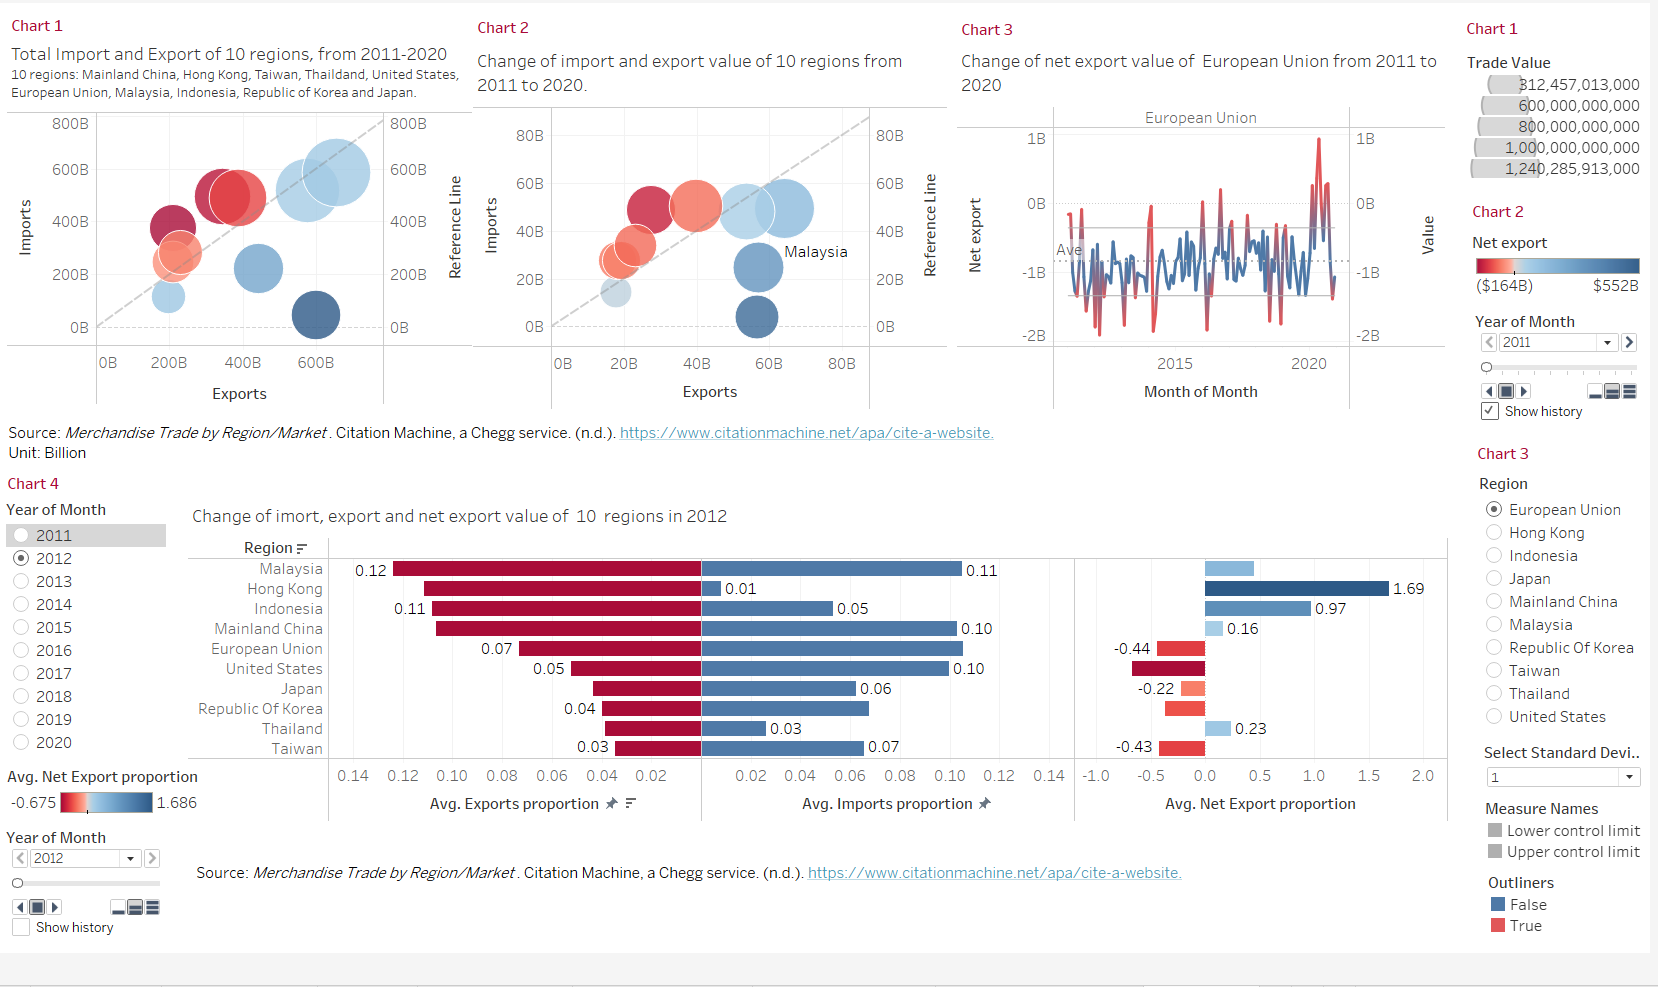 Chart 1
Total Import and Export of 10 regions, from 2011-2020
10 regions: Mainland China, Hong Kong, Taiwan, Thaildand, United States,
European Union, Malaysia, Indonesia, Republic of Korea and Japan.
800B
600B
400B
200B
0B
Imports
800B
600B
400B
200B
0B
Reference Line
0B 200B 400B 600B
Exports
Chart 2
Change of import and export value of 10 regions from
2011 to 2020.
80B
60B
40B
20B
0B
Imports
Malaysia
80B
60B
40B
20B
0B
Reference Line
0B 20B 40B 60B 80B
Exports
Chart 3
Change of net export value of European Union from 2011 to
2020
European Union
1B
0B
-1B
-2B
Net export
Ave
1B
0B
-1B
-2B
Value
2015 2020
Month of Month
Chart 1
Trade Value
312,457,013,000
600,000,000,000
800,000,000,000
1,000,000,000,000
1,240,285,913,000
Chart 2
Net export
($164B) $552B
Year of Month
2011
Show history
Chart 3
Region
European Union
Hong Kong
Indonesia
Japan
Mainland China
Malaysia
Republic Of Korea
Taiwan
Thailand
United States
Select Standard Devi..
1
Measure Names
Lower control limit
Upper control limit
Outliners
False
True
Source: Merchandise Trade by Region/Market. Citation Machine, a Chegg service. (n.d.). https://www.citationmachine.net/apa/cite-a-website.
Unit: Billion
Chart 4
Year of Month
2011
2012
2013
2014
2015
2016
2017
2018
2019
2020
Avg. Net Export proportion
-0.675 1.686
Year of Month
2012
Show history
Change of imort, export and net export value of 10 regions in 2012
Region
Malaysia 0.12 0.11
Hong Kong 0.01 1.69
Indonesia 0.11 0.05 0.97
Mainland China 0.10 0.16
European Union 0.07 -0.44
United States 0.05 0.10
Japan 0.06 -0.22
Republic Of Korea 0.04
Thailand 0.03 0.23
Taiwan 0.03 0.07 -0.43
0.14 0.12 0.10 0.08 0.06 0.04 0.02 0.02 0.04 0.06 0.08 0.10 0.12 0.14 -1.0 -0.5 0.0 0.5 1.0 1.5 2.0
Avg. Exports proportion Avg. Imports proportion Avg. Net Export proportion
Source: Merchandise Trade by Region/Market. Citation Machine, a Chegg service. (n.d.). https://www.citationmachine.net/apa/cite-a-website.